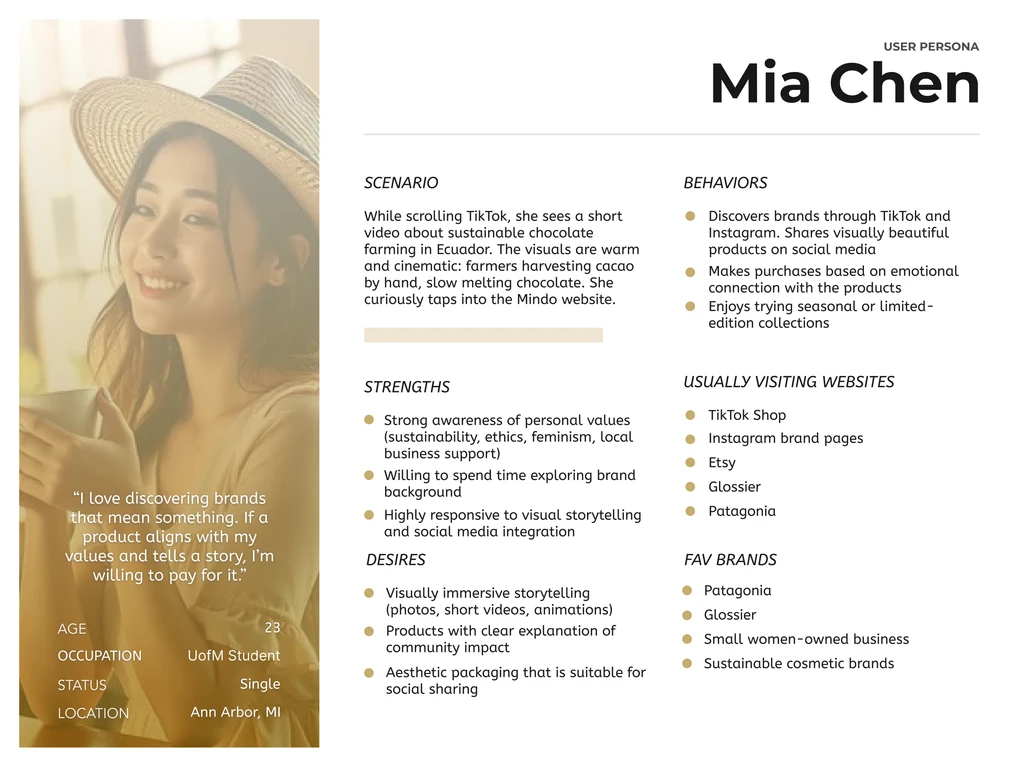 USER PERSONA
Mia Chen
“I love discovering brands
that mean something. If a
product aligns with my
values and tells a story, I’m
willing to pay for it.”
AGE 23
OCCUPATION UofM Student
STATUS Single
LOCATION Ann Arbor, MI
SCENARIO
While scrolling TikTok, she sees a short
video about sustainable chocolate
farming in Ecuador. The visuals are warm
and cinematic: farmers harvesting cacao
by hand, slow melting chocolate. She
curiously taps into the Mindo website.
STRENGTHS
Strong awareness of personal values
(sustainability, ethics, feminism, local
business support)
Willing to spend time exploring brand
background
Highly responsive to visual storytelling
and social media integration
DESIRES
Visually immersive storytelling
(photos, short videos, animations)
Products with clear explanation of
community impact
Aesthetic packaging that is suitable for
social sharing
BEHAVIORS
Discovers brands through TikTok and
Instagram. Shares visually beautiful
products on social media
Makes purchases based on emotional
connection with the products
Enjoys trying seasonal or limited-
edition collections
USUALLY VISITING WEBSITES
TikTok Shop
Instagram brand pages
Etsy
Glossier
Patagonia
FAV BRANDS
Patagonia
Glossier
Small women-owned business
Sustainable cosmetic brands